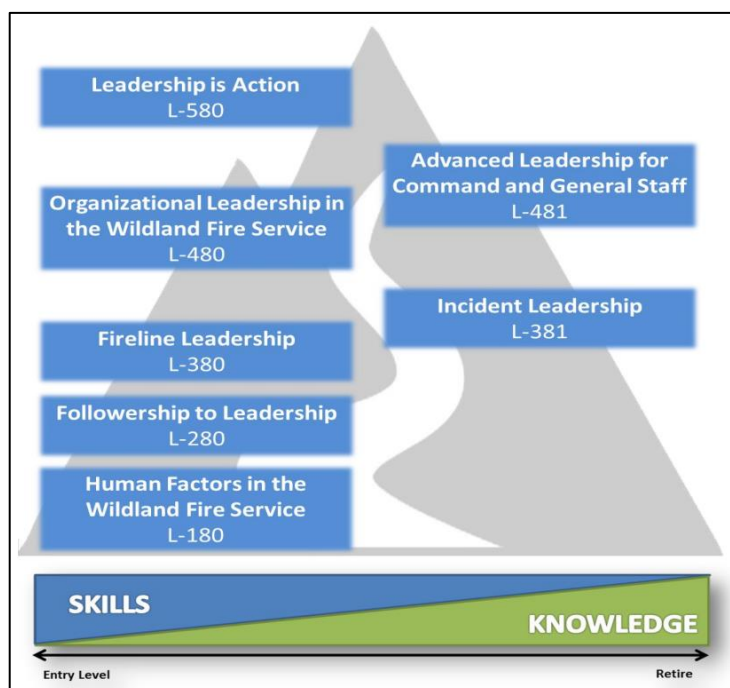 Leadership is Action
L-580
Advanced Leadership for
Command and General Staff
L-481
Organizational Leadership in
the Wildland Fire Service
L-480
Incident Leadership
L-381
Fireline Leadership
L-380
Followership to Leadership
L-280
Human Factors in the
Wildland Fire Service
L-180
SKILLS
KNOWLEDGE
Entry Level
Retire